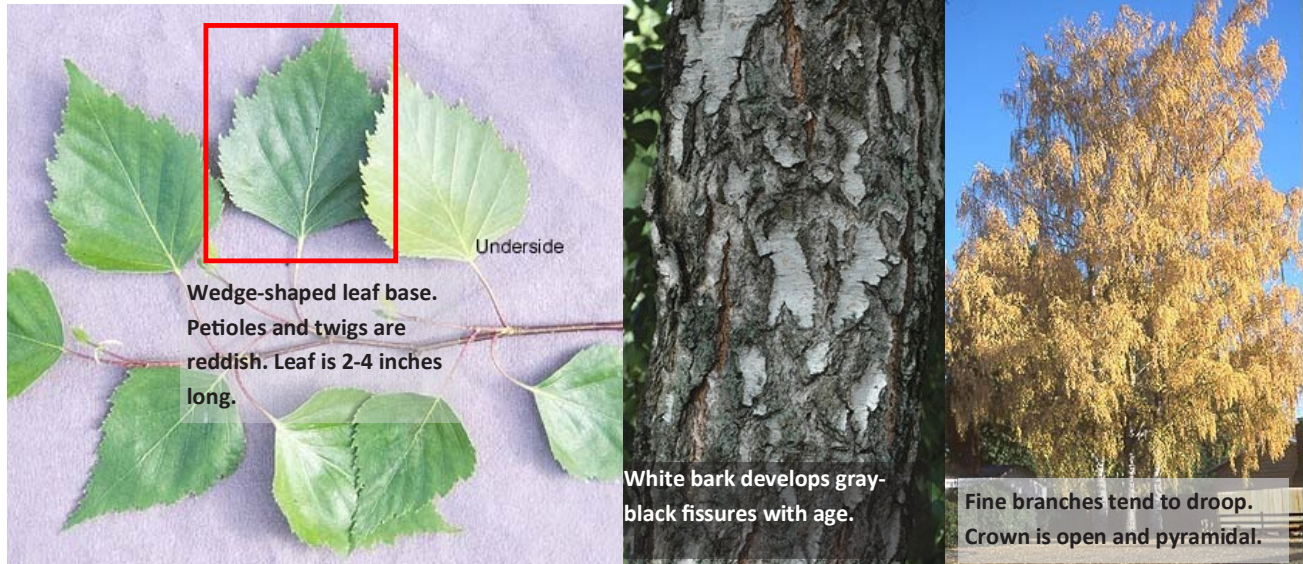 Underside
Wedge-shaped leaf base.
Petioles and twigs are
reddish. Leaf is 2-4 inches
long.
White bark develops gray-
black fissures with age.
Fine branches tend to droop.
Crown is open and pyramidal.